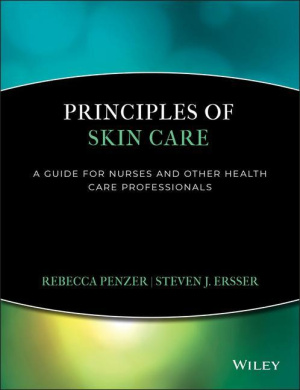 PRINCIPLES OF
SKIN CARE
A GUIDE FOR NURSES AND OTHER HEALTH
CARE PROFESSIONALS
REBECCA PENZER | STEVEN J. ERSSER
WILEY